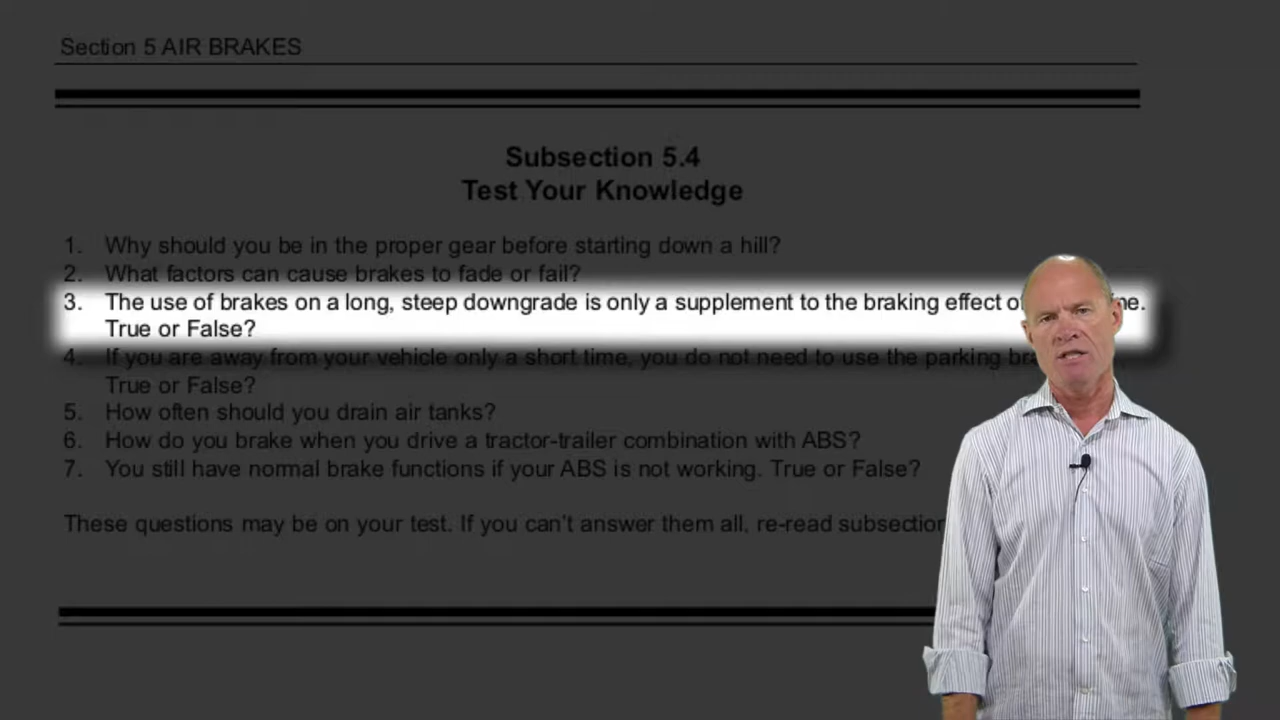 Section 5 AIR BRAKES
Subsection 5.4
Test Your Knowledge
1. Why should you be in the proper gear before starting down a hill?
2. What factors can cause brakes to fade or fail?
3. The use of brakes on a long, steep downgrade is only a supplement to the braking effect
True or False?
4. If you are away from your vehicle only a short time, you do not need to use the parking
True or False?
5. How often should you drain air tanks?
6. How do you brake when you drive a tractor-trailer combination with ABS?
7. You still have normal brake functions if your ABS is not working. True or False?
These questions may be on your test. If you can't answer them all, re-read subsection